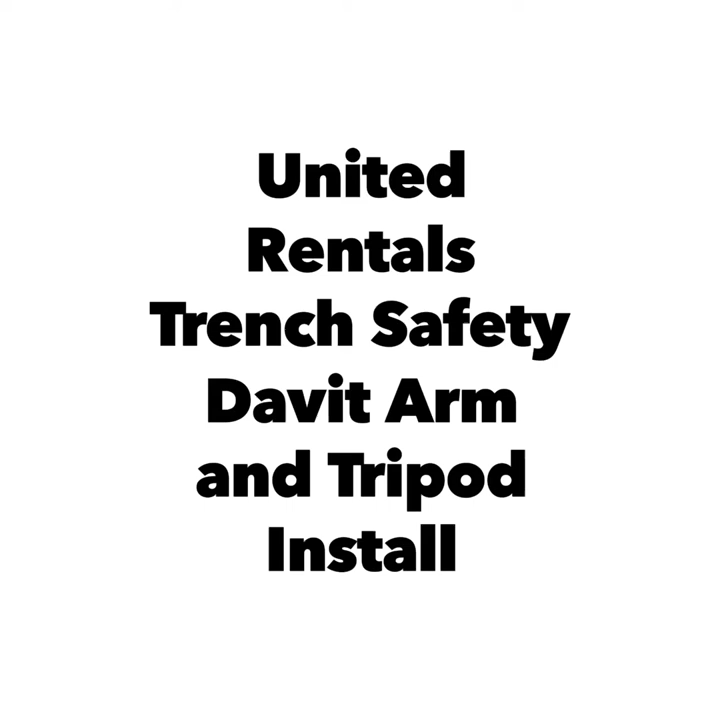 United
Rentals
Trench Safety
Davit Arm
and Tripod
Install